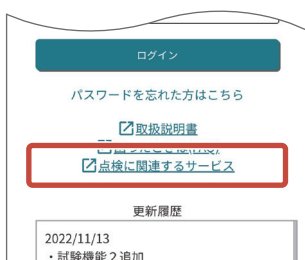 ログイン
パスワードを忘れた方はこちら
取扱説明書
点検に関連するサービス
更新履歴
2022/11/13
・試験機能2追加